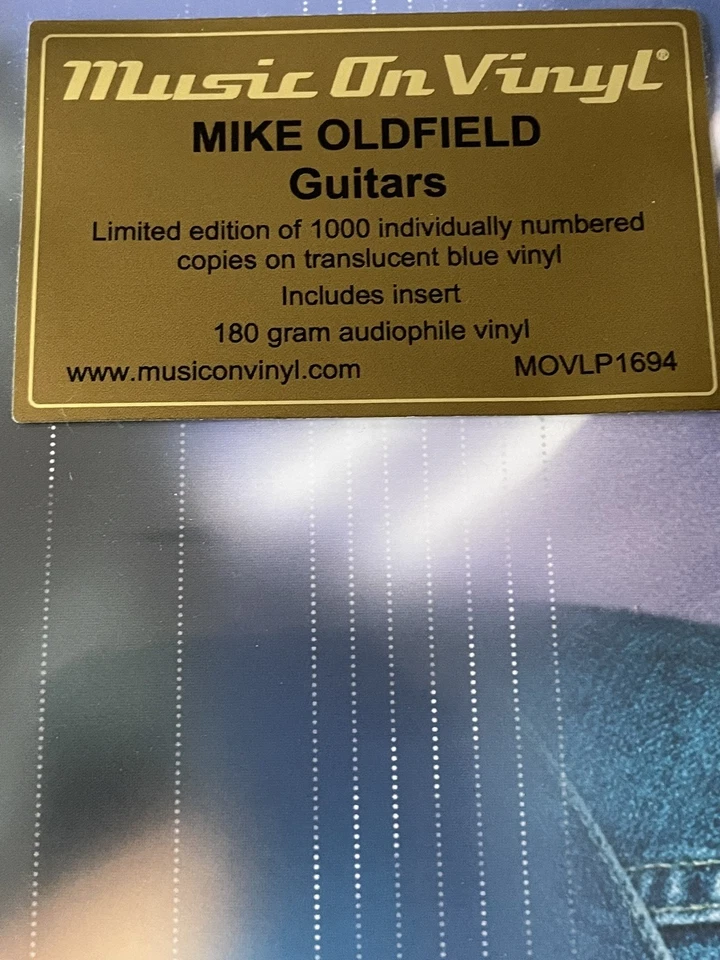 Music On Vinyl®
MIKE OLDFIELD
Guitars
Limited edition of 1000 individually numbered
copies on translucent blue vinyl
Includes insert
180 gram audiophile vinyl
www.musiconvinyl.com MOVLP1694